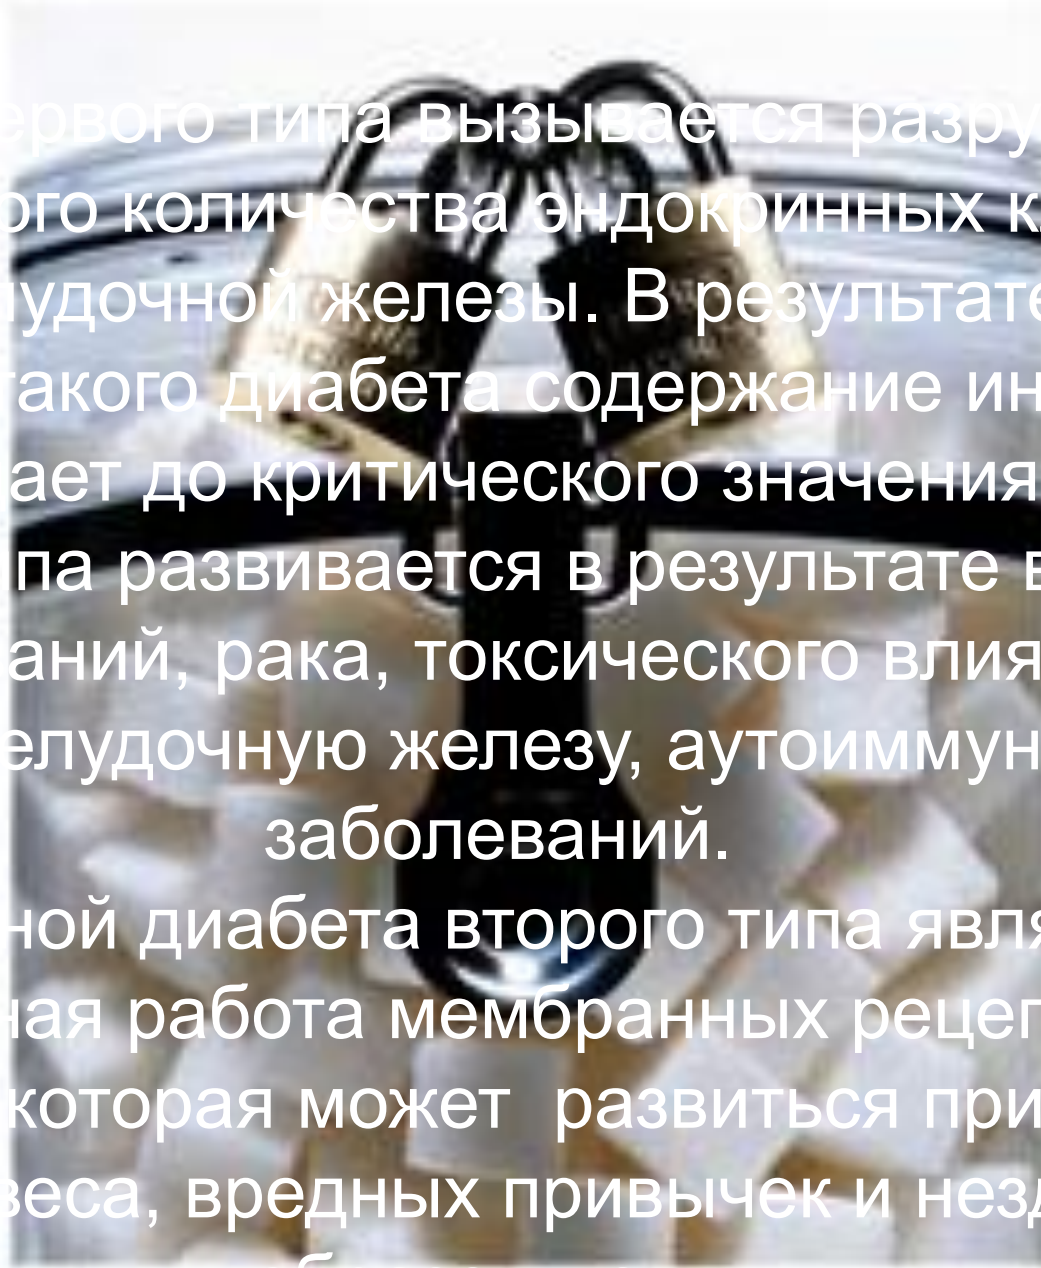 ервого типа вызывается разру
ого количества эндокринных к
лудочной железы. В результате
такого диабета содержание ин
ает до критического значения
па развивается в результате в
аний, рака, токсического влия
елудочную железу, аутоиммун
заболеваний.
ной диабета второго типа явля
ная работа мембранных рецеп
которая может развиться при
веса, вредных привычек и незд